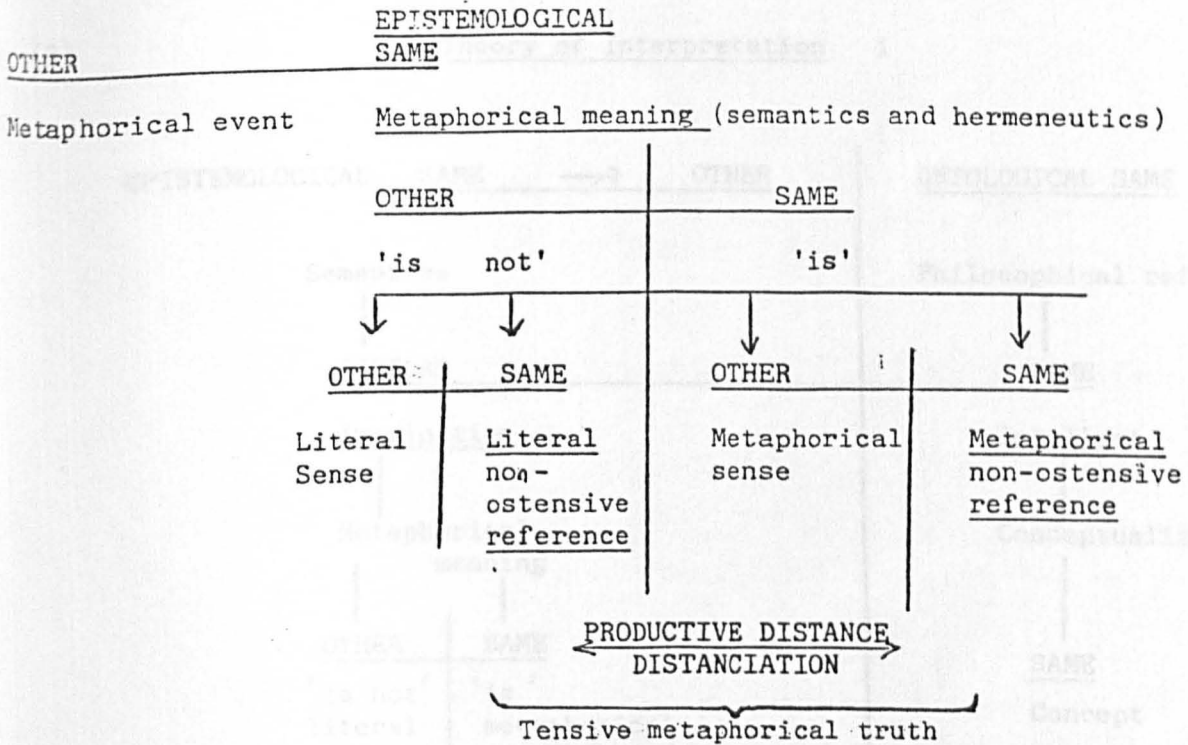 EPISTEMOLOGICAL
OTHER SAME
Metaphorical event Metaphorical meaning (semantics and hermeneutics)
OTHER SAME
'is not' 'is'
OTHER SAME OTHER SAME
Literal Literal Metaphorical Metaphorical
Sense non- sense non-ostensive
ostensive reference
reference
PRODUCTIVE DISTANCE
DISTANCIATION
Tensive metaphorical truth